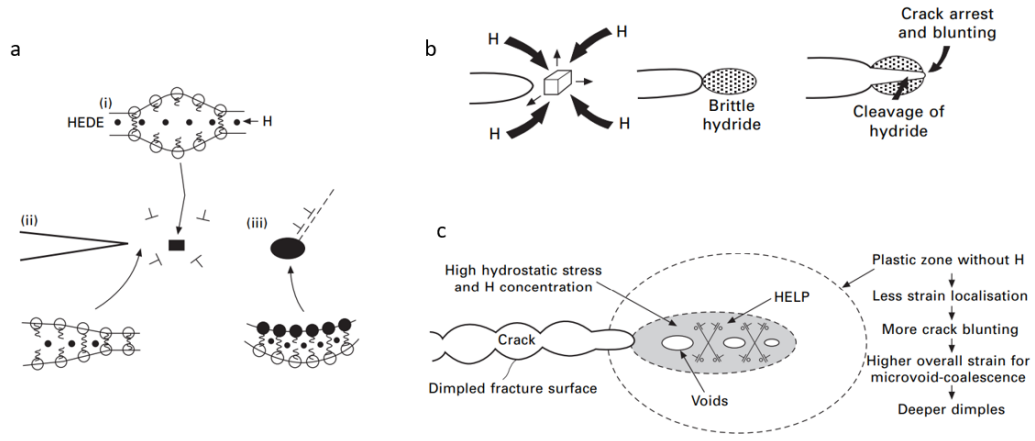 a
(i)
HEDE
H
(ii)
(iii)
b
H
H
H
H
Brittle
hydride
Crack arrest
and blunting
Cleavage of
hydride
c
High hydrostatic stress
and H concentration
HELP
Crack
Dimpled fracture surface
Voids
Plastic zone without H
Less strain localisation
More crack blunting
Higher overall strain for
microvoid-coalescence
Deeper dimples